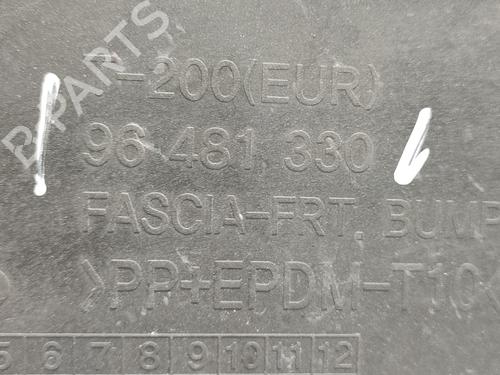 -200(EUR)
96 481 330
FASCIA-FRT. BUMP
>PP+EPDM-T10<
5 6 7 8 9 10 11 12
B-PARTS